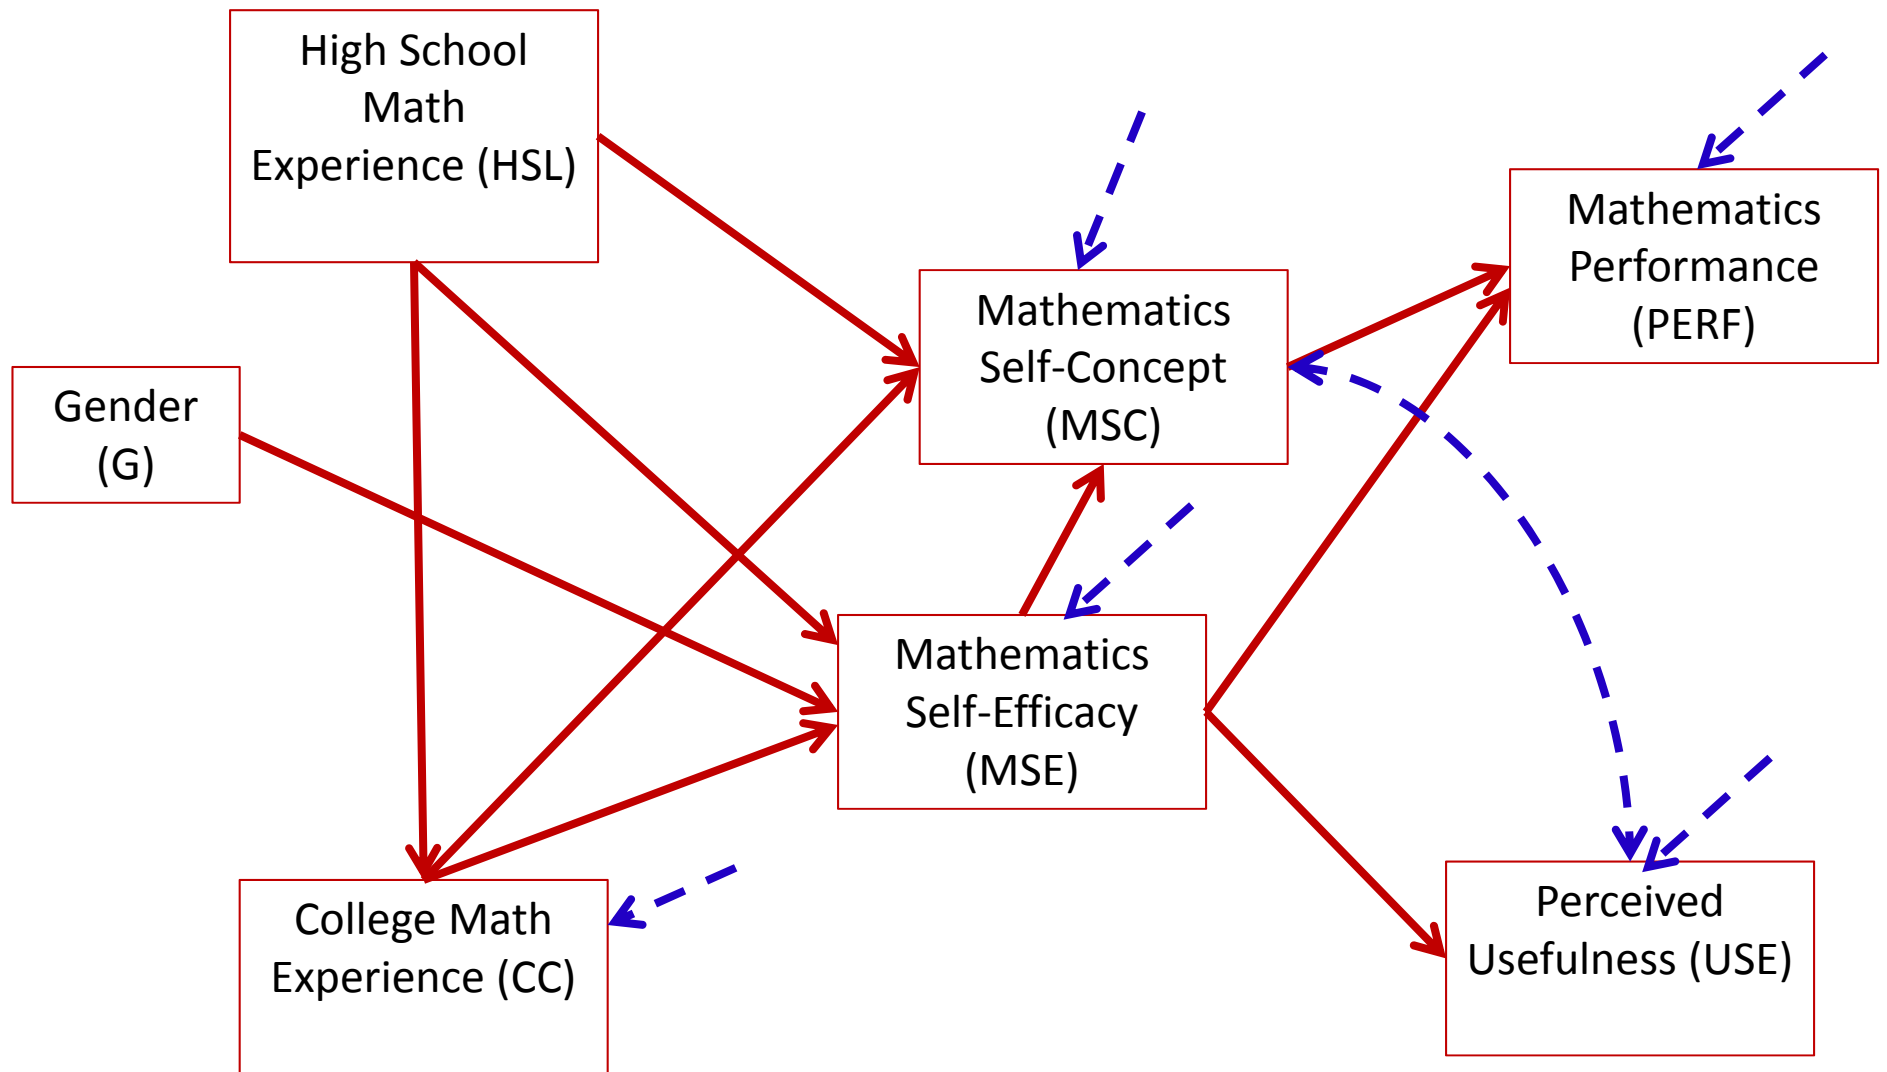 High School
Math
Experience (HSL)
Gender
(G)
College Math
Experience (CC)
Mathematics
Self-Concept
(MSC)
Mathematics
Self-Efficacy
(MSE)
Mathematics
Performance
(PERF)
Perceived
Usefulness (USE)